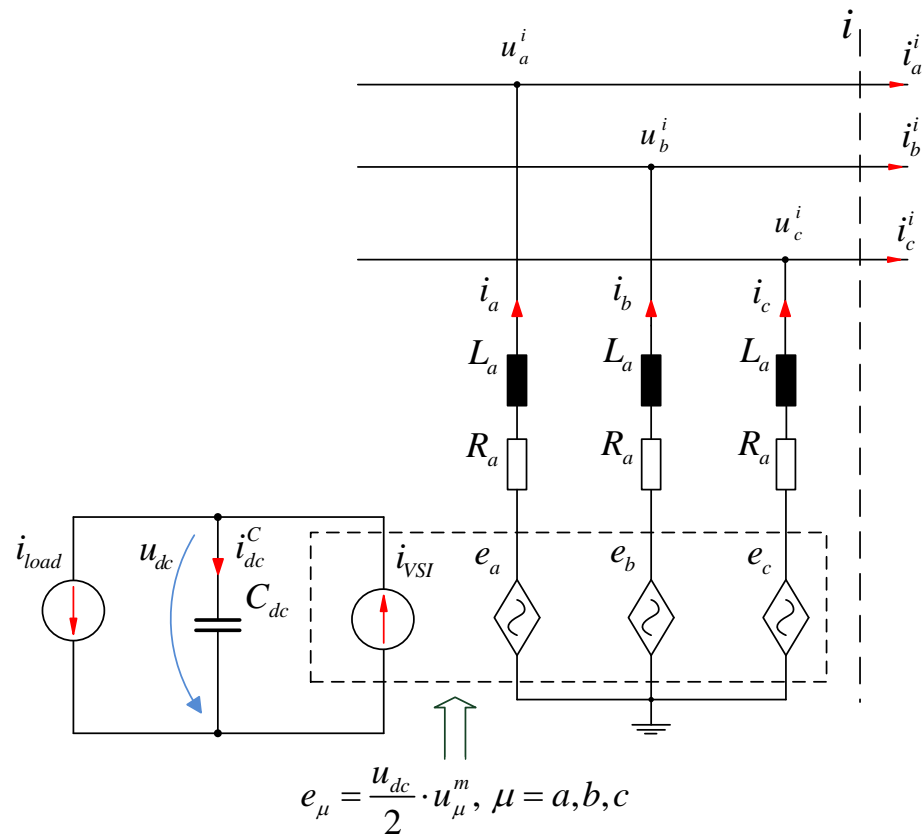 i
u_a^i
i_a^i
u_b^i
i_b^i
u_c^i
i_c^i
i_a i_b i_c
L_a L_a L_a
R_a R_a R_a
i_load u_dc i_dc^C C_dc i_VSI e_a e_b e_c
e_μ = \frac{u_dc}{2} · u_μ^m, μ = a,b,c